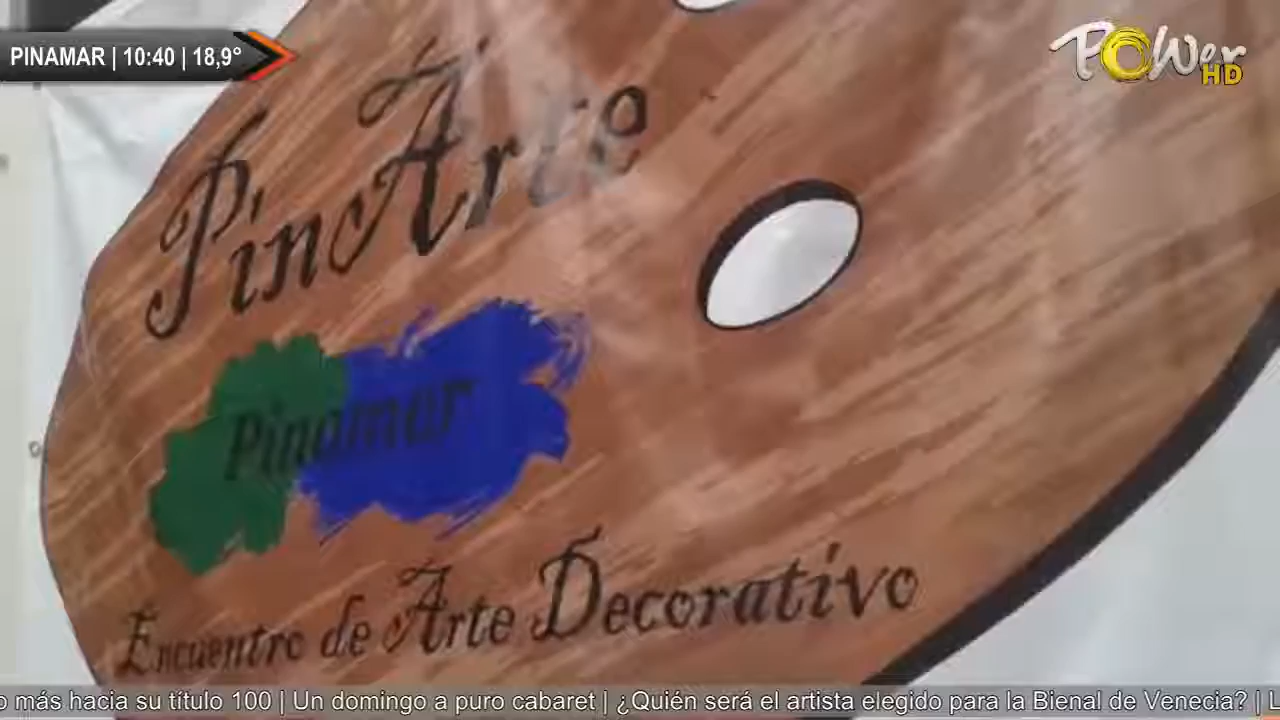 PINAMAR | 10:40 | 18,9°
POWer
HD
PinArte
Pinamar
Encuentro de Arte Decorativo
o más hacia su título 100 | Un domingo a puro cabaret | ¿Quién será el artista elegido para la Bienal de Venecia? | L